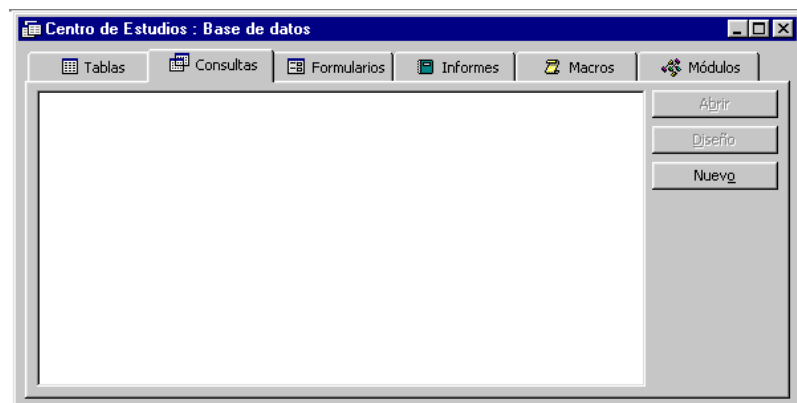 Centro de Estudios : Base de datos
Tablas Consultas Formularios Informes Macros Módulos
Abrir
Diseño
Nuevo